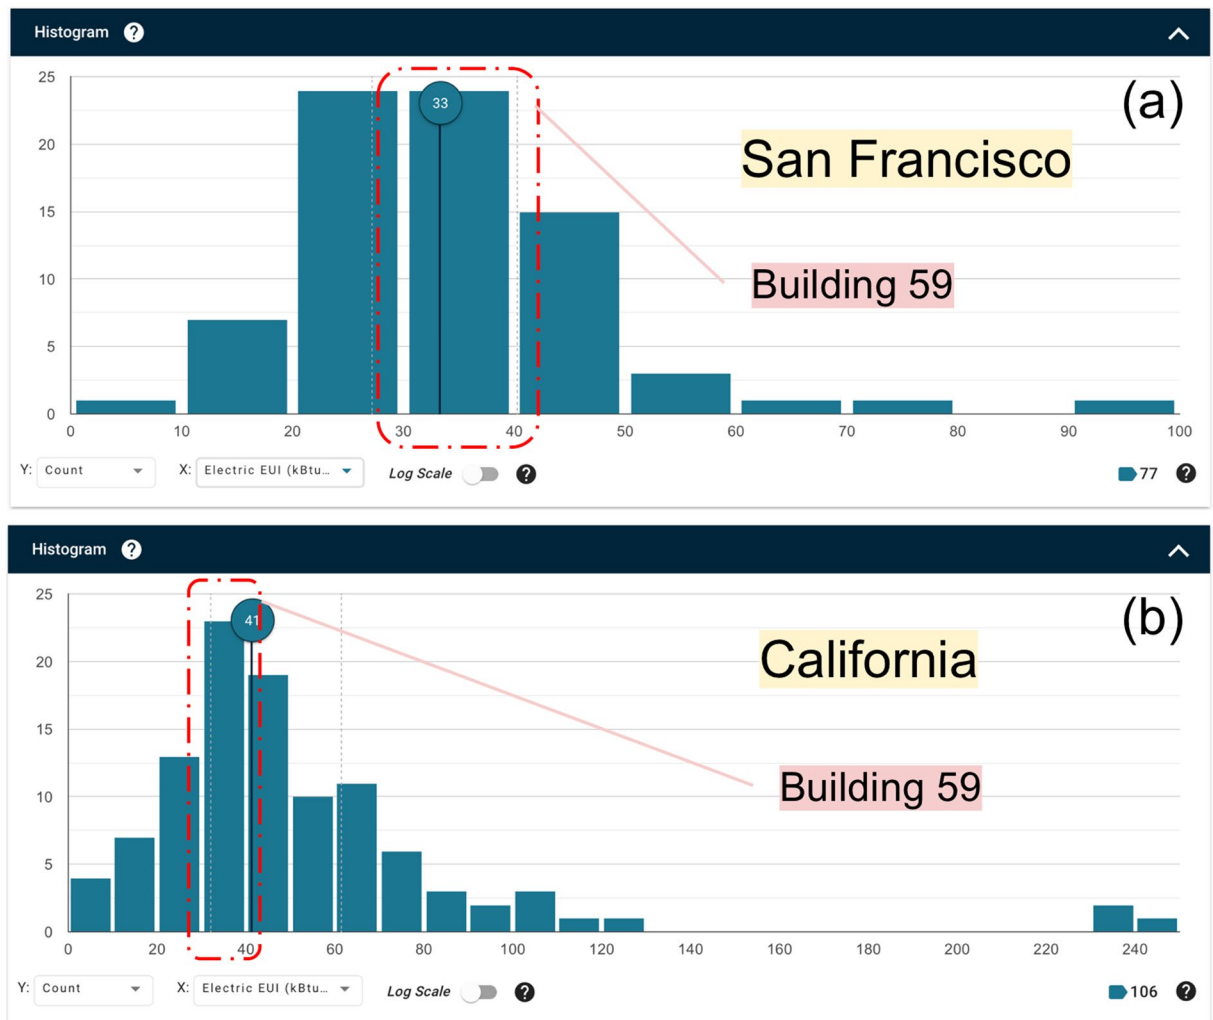 Histogram ?
(a)
San Francisco
Building 59
33
25
20
15
10
5
0
0 10 20 30 40 50 60 70 80 90 100
Y: Count X: Electric EUI (kBtu... Log Scale ? 77 ?
Histogram ?
(b)
California
Building 59
41
25
20
15
10
5
0
0 20 40 60 80 100 120 140 160 180 200 220 240
Y: Count X: Electric EUI (kBtu... Log Scale ? 106 ?